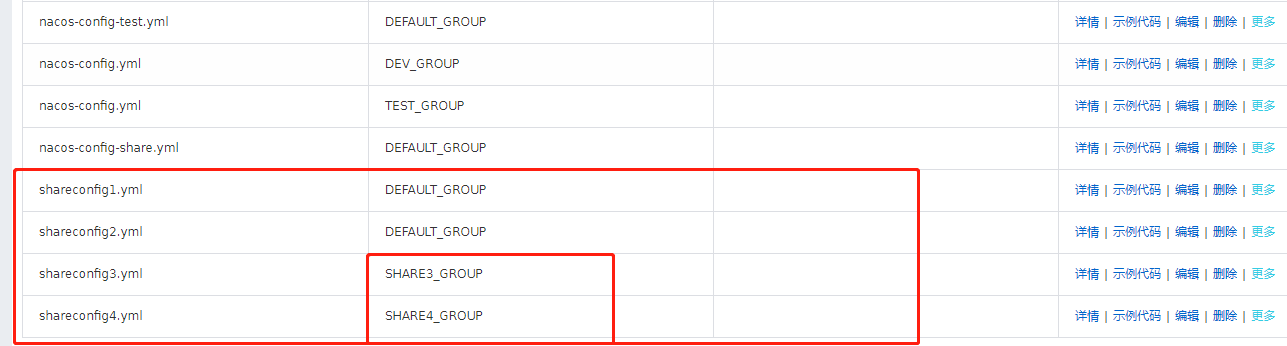 nacos-config-test.yml DEFAULT_GROUP 详情 | 示例代码 | 编辑 | 删除 | 更多
nacos-config.yml DEV_GROUP 详情 | 示例代码 | 编辑 | 删除 | 更多
nacos-config.yml TEST_GROUP 详情 | 示例代码 | 编辑 | 删除 | 更多
nacos-config-share.yml DEFAULT_GROUP 详情 | 示例代码 | 编辑 | 删除 | 更多
shareconfig1.yml DEFAULT_GROUP 详情 | 示例代码 | 编辑 | 删除 | 更多
shareconfig2.yml DEFAULT_GROUP 详情 | 示例代码 | 编辑 | 删除 | 更多
shareconfig3.yml SHARE3_GROUP 详情 | 示例代码 | 编辑 | 删除 | 更多
shareconfig4.yml SHARE4_GROUP 详情 | 示例代码 | 编辑 | 删除 | 更多